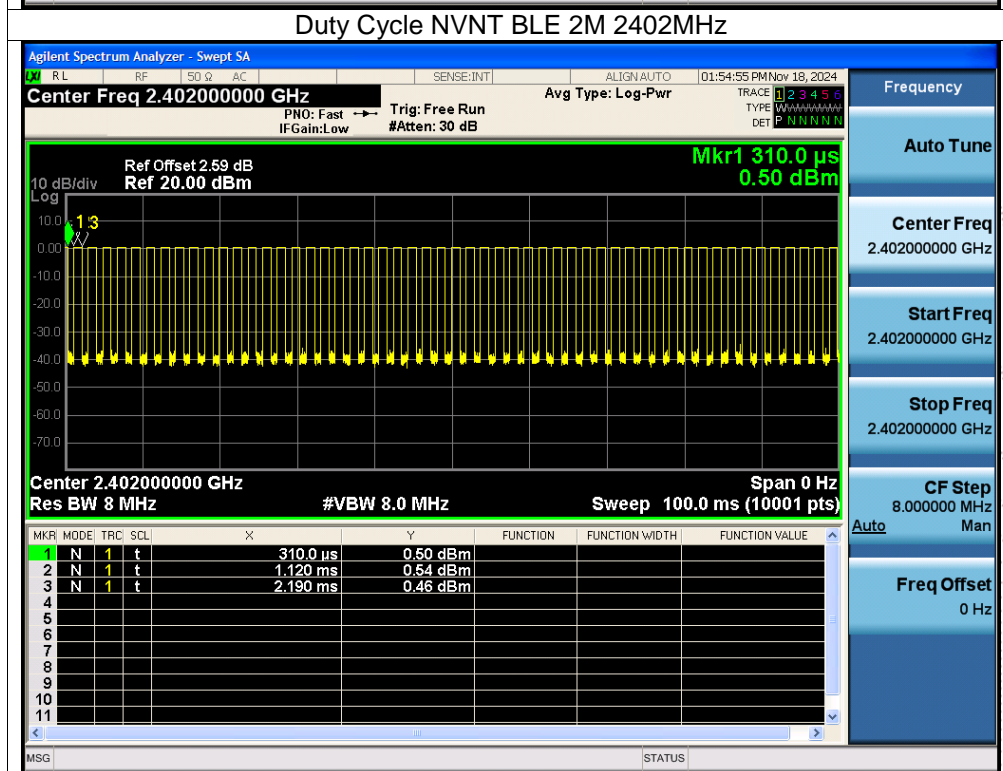 Duty Cycle NVNT BLE 2M 2402MHz
Agilent Spectrum Analyzer - Swept SA
LXI RL RF 50 Ω AC SENSE:INT ALIGN AUTO 01:54:55 PM Nov 18, 2024
Center Freq 2.402000000 GHz
PNO: Fast
IFGain:Low
Trig: Free Run
#Atten: 30 dB
Avg Type: Log-Pwr
TRACE 1 2 3 4 5 6
TYPE W
DET P N N N N N
Ref Offset 2.59 dB
10 dB/div Ref 20.00 dBm
Log
Mkr1 310.0 µs
0.50 dBm
1 3
10.0
0.00
-10.0
-20.0
-30.0
-40.0
-50.0
-60.0
-70.0
Center 2.402000000 GHz Span 0 Hz
Res BW 8 MHz #VBW 8.0 MHz Sweep 100.0 ms (10001 pts)
MKR MODE TRC SCL X Y FUNCTION FUNCTION WIDTH FUNCTION VALUE
1 N 1 t 310.0 µs 0.50 dBm
2 N 1 t 1.120 ms 0.54 dBm
3 N 1 t 2.190 ms 0.46 dBm
4
5
6
7
8
9
10
11
MSG STATUS
Frequency
Auto Tune
Center Freq
2.402000000 GHz
Start Freq
2.402000000 GHz
Stop Freq
2.402000000 GHz
CF Step
8.000000 MHz
Auto Man
Freq Offset
0 Hz